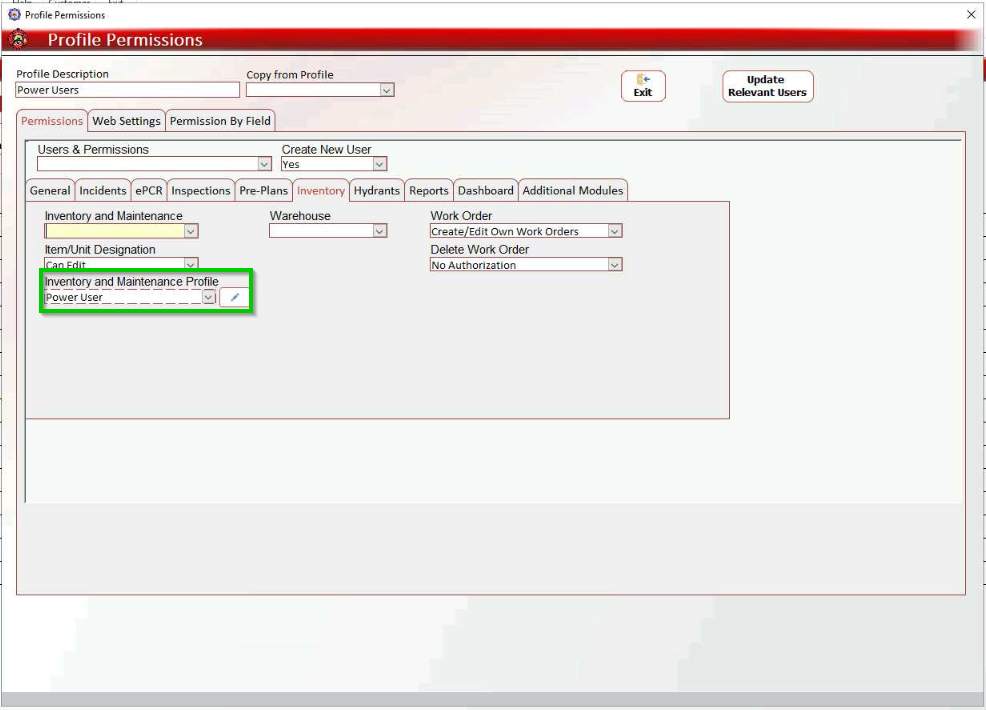 Profile Permissions
Profile Permissions
Profile Description
Copy from Profile
Power Users
Exit
Update
Relevant Users
Permissions
Web Settings
Permission By Field
Users & Permissions
Create New User
Yes
General
Incidents
ePCR
Inspections
Pre-Plans
Inventory
Hydrants
Reports
Dashboard
Additional Modules
Inventory and Maintenance
Warehouse
Work Order
Create/Edit Own Work Orders
Item/Unit Designation
Delete Work Order
Can Edit
No Authorization
Inventory and Maintenance Profile
Power User